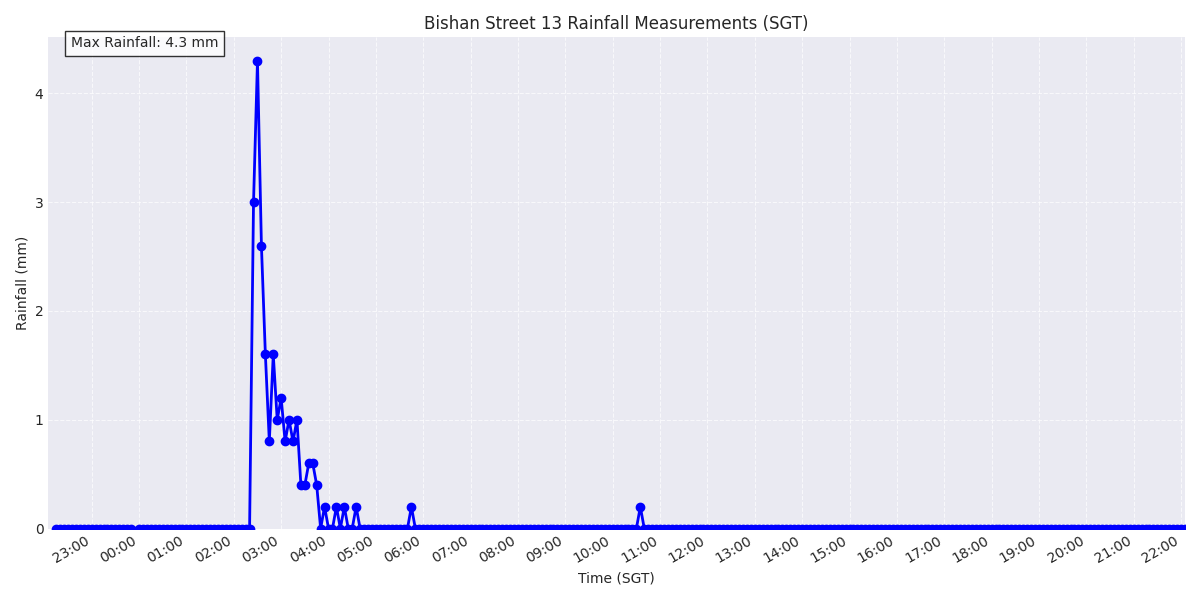 Bishan Street 13 Rainfall Measurements (SGT)
Max Rainfall: 4.3 mm
Rainfall (mm)
4
3
2
1
0
23:00 00:00 01:00 02:00 03:00 04:00 05:00 06:00 07:00 08:00 09:00 10:00 11:00 12:00 13:00 14:00 15:00 16:00 17:00 18:00 19:00 20:00 21:00 22:00
Time (SGT)